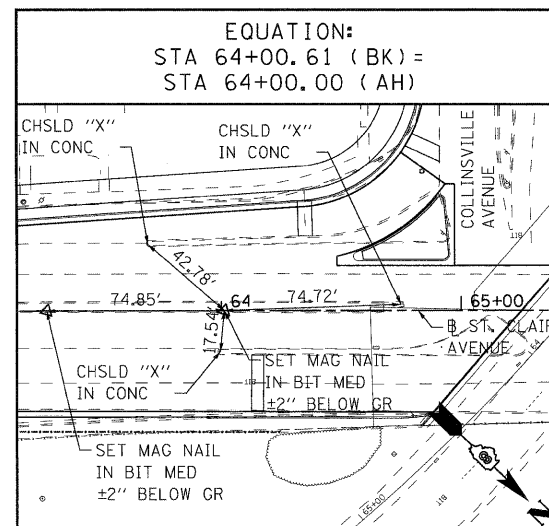 EQUATION:
STA 64+00.61 (BK)=
STA 64+00.00 (AH)
CHSLD "X"
IN CONC
CHSLD "X"
IN CONC
COLLINSVILLE
AVENUE
42.78'
74.85'
64
74.72'
65+00
17.54'
ST. CLAIR
AVENUE
CHSLD "X"
IN CONC
SET MAG NAIL
IN BIT MED
±2" BELOW GR
SET MAG NAIL
IN BIT MED
±2" BELOW GR
64
65+00
N